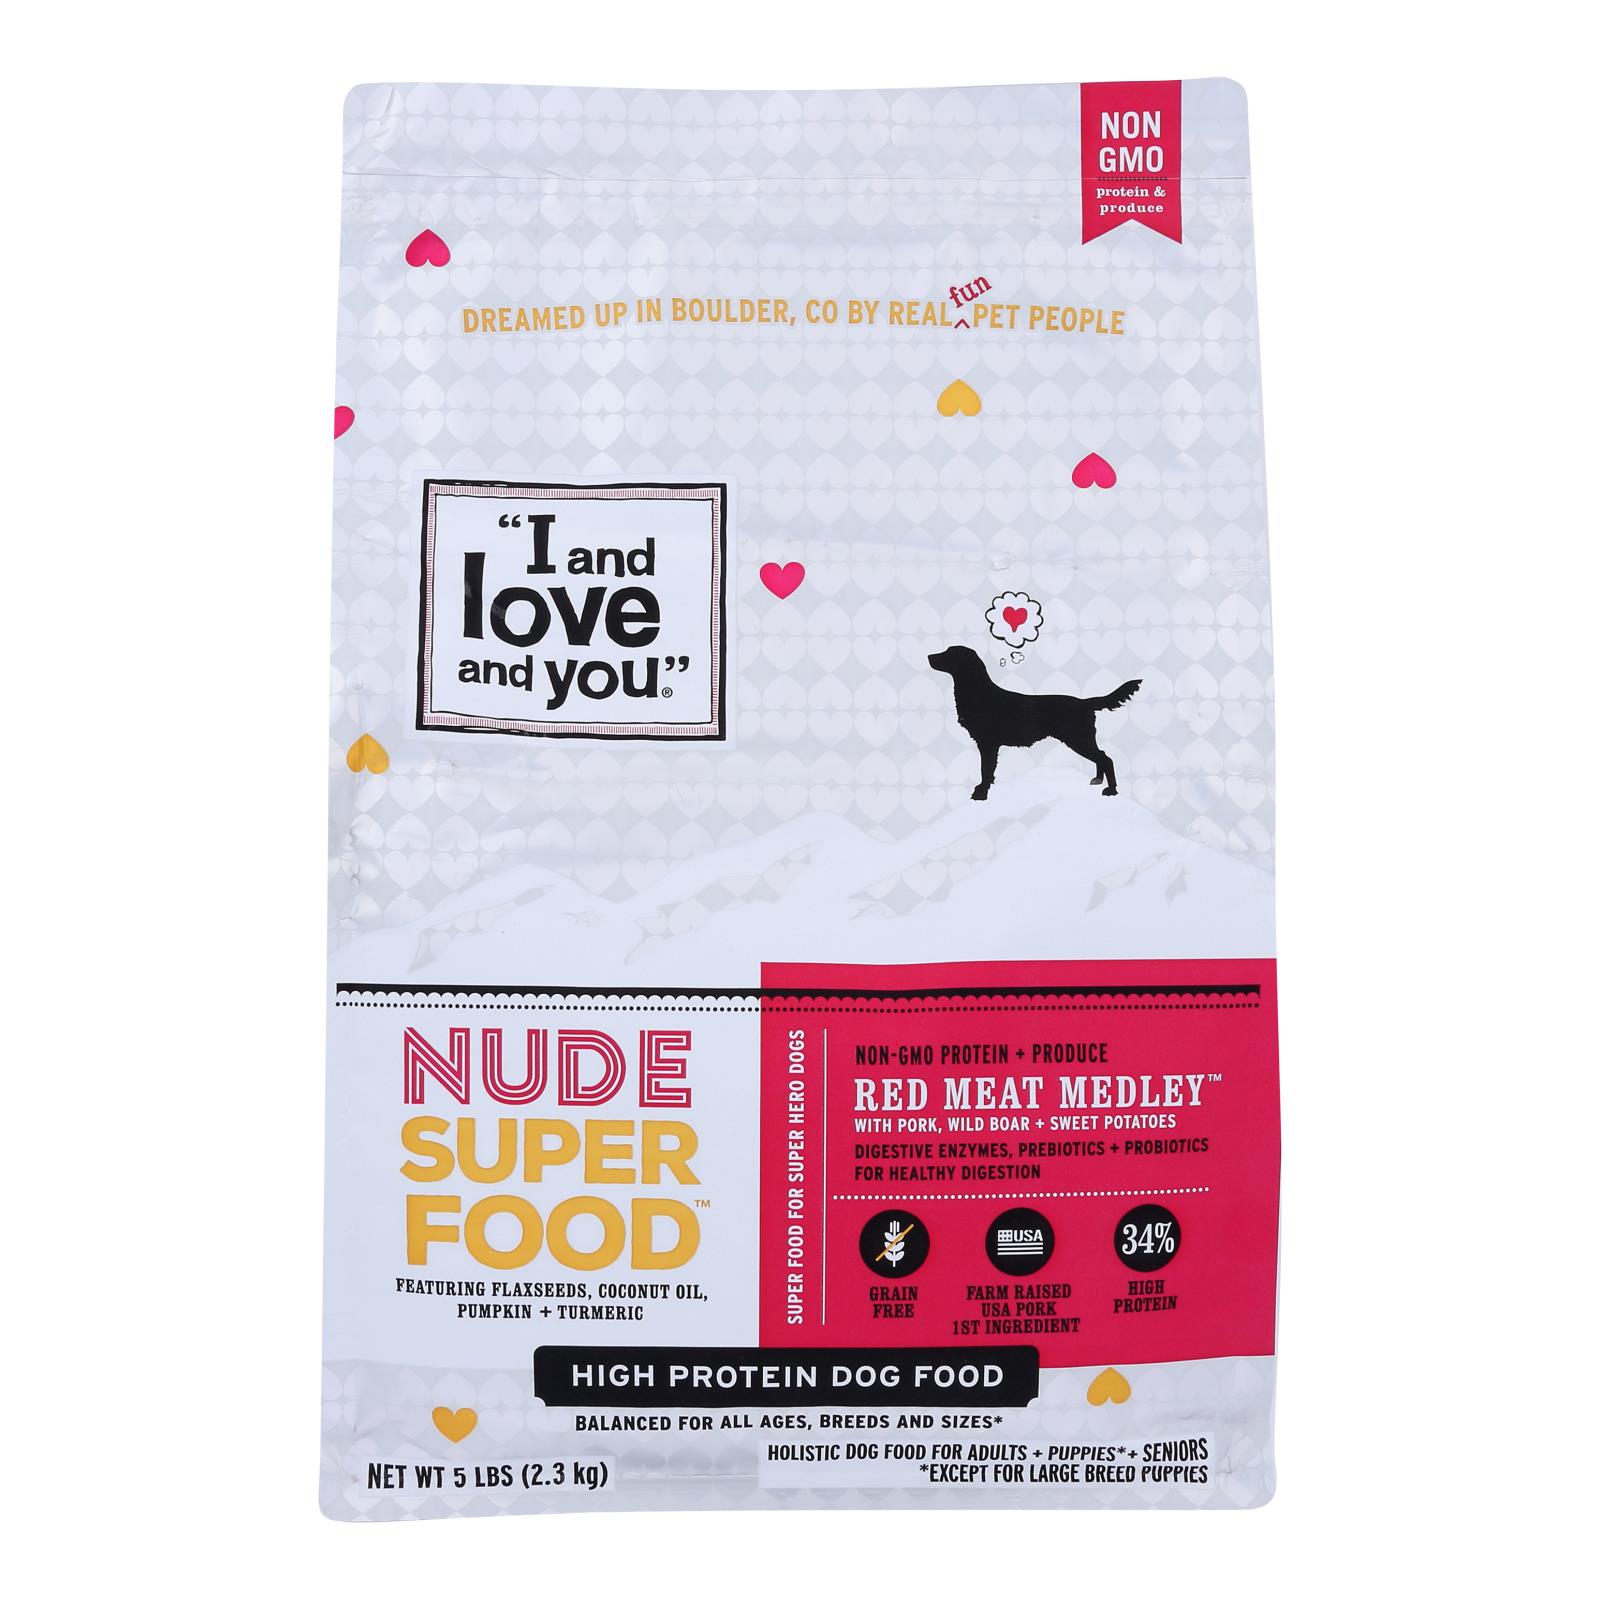 NON
GMO
protein &
produce
fun
DREAMED UP IN BOULDER, CO BY REAL ^ PET PEOPLE
"I and
love
and you"®
NUDE
SUPER
FOOD™
FEATURING FLAXSEEDS, COCONUT OIL,
PUMPKIN + TURMERIC
SUPER FOOD FOR SUPER HERO DOGS
NON-GMO PROTEIN + PRODUCE
RED MEAT MEDLEY™
WITH PORK, WILD BOAR + SWEET POTATOES
DIGESTIVE ENZYMES, PREBIOTICS + PROBIOTICS
FOR HEALTHY DIGESTION
GRAIN
FREE
USA
FARM RAISED
USA PORK
1ST INGREDIENT
34%
HIGH
PROTEIN
HIGH PROTEIN DOG FOOD
BALANCED FOR ALL AGES, BREEDS AND SIZES*
HOLISTIC DOG FOOD FOR ADULTS + PUPPIES* + SENIORS
*EXCEPT FOR LARGE BREED PUPPIES
NET WT 5 LBS (2.3 kg)